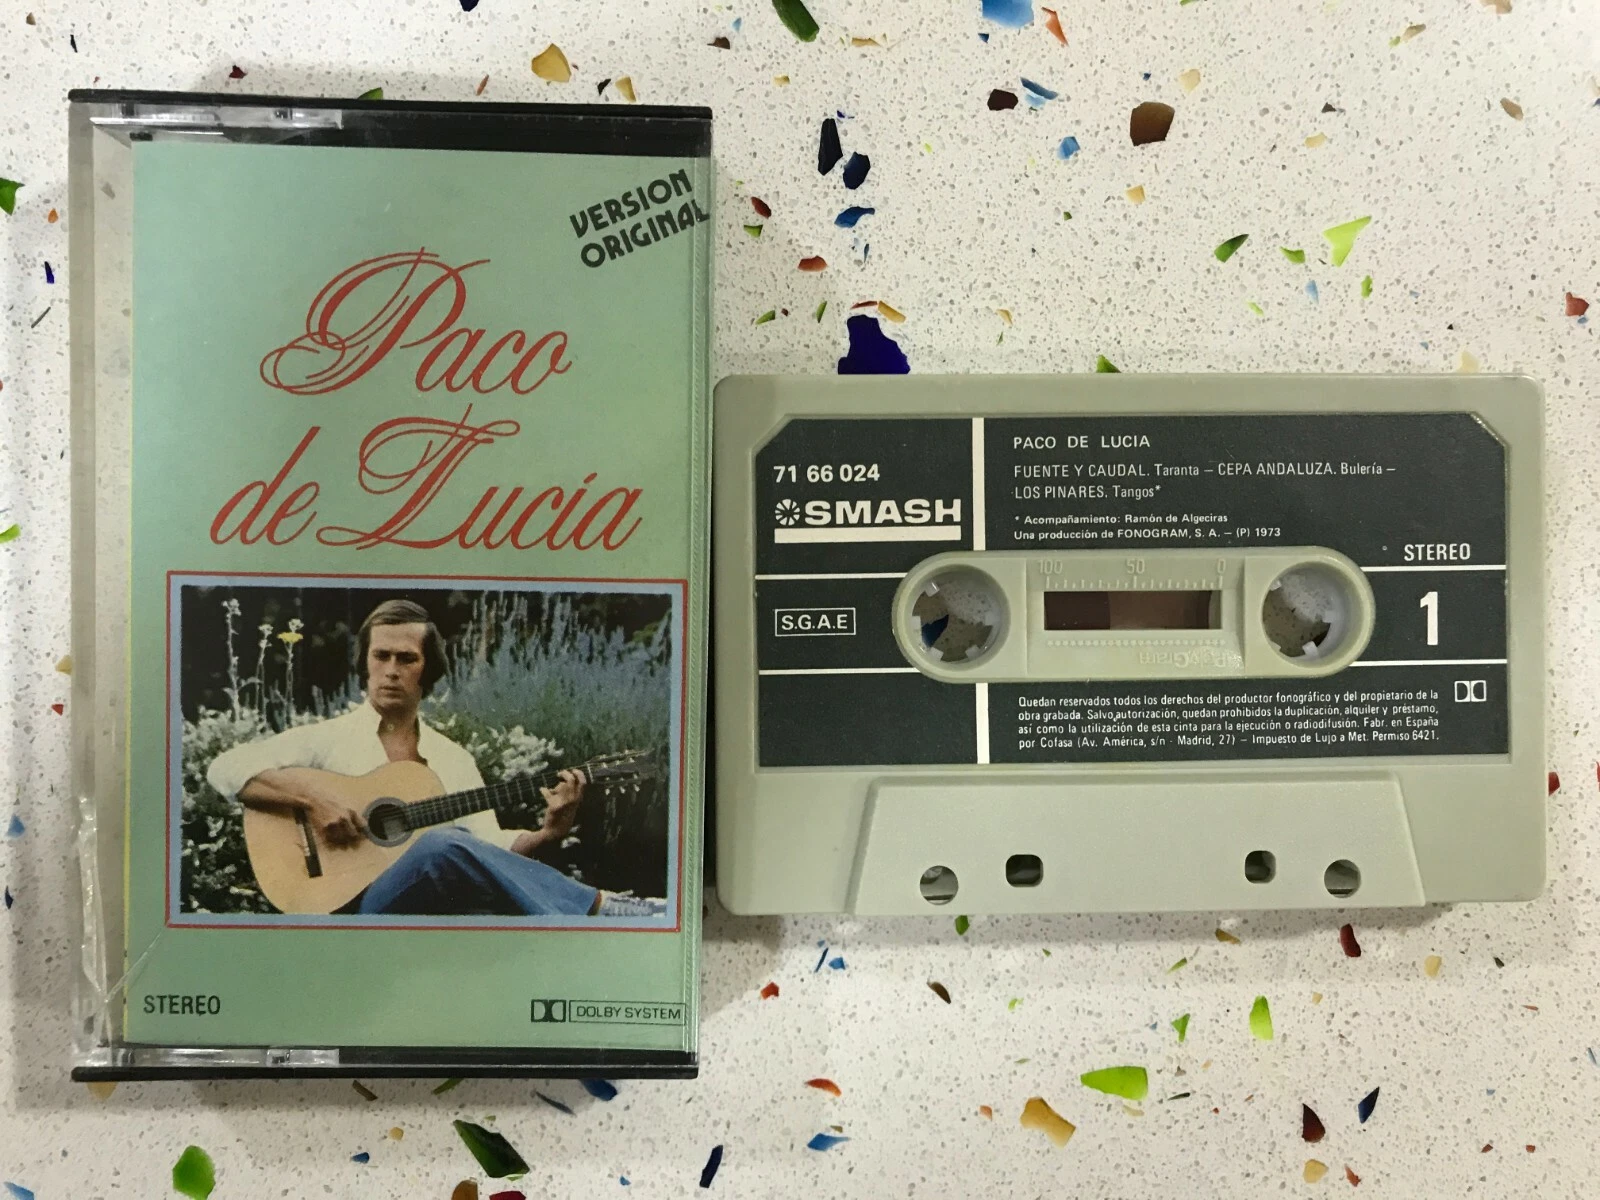 VERSION
ORIGINAL
Paco
de Lucía
STEREO
DOLBY SYSTEM
71 66 024
SMASH
S.G.A.E
PACO DE LUCIA
FUENTE Y CAUDAL. Taranta – CEPA ANDALUZA. Bulería –
LOS PINARES. Tangos*
* Acompañamiento: Ramón de Algeciras
Una producción de FONOGRAM, S. A. – (P) 1973
STEREO
100 50 0
1
Quedan reservados todos los derechos del productor fonográfico y del propietario de la
obra grabada. Salvo autorización, quedan prohibidos la duplicación, alquiler y préstamo,
así como la utilización de esta cinta para la ejecución o radiodifusión. Fabr. en España
por Cofasa (Av. América, s/n - Madrid, 27) – Impuesto de Lujo a Met. Permiso 6421.